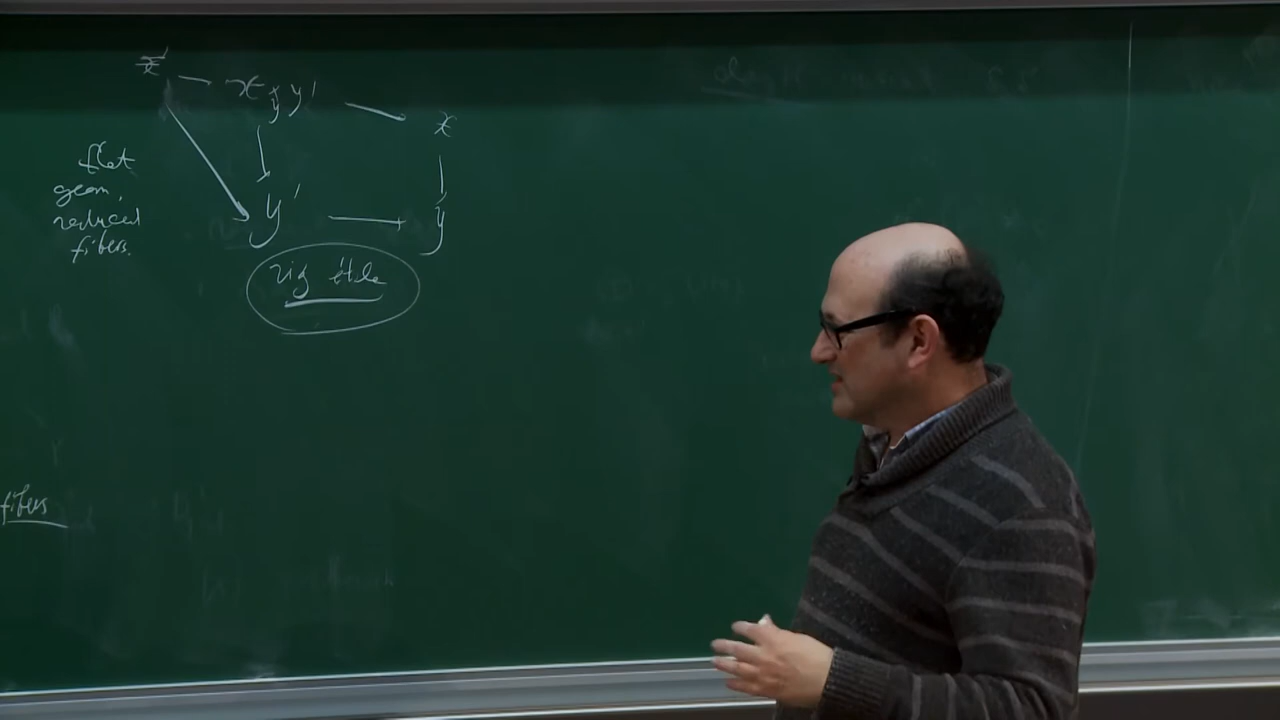 X' — X ×_Y Y' → X
Y' → Y
flat
geom.
reduced
fibers.
rig étale
fibers